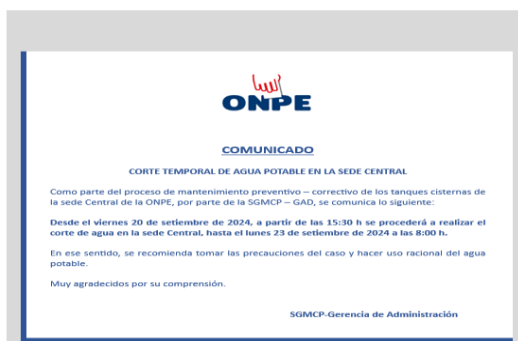 ONPE
COMUNICADO
CORTE TEMPORAL DE AGUA POTABLE EN LA SEDE CENTRAL
Como parte del proceso de mantenimiento preventivo – correctivo de los tanques cisternas de
la sede Central de la ONPE, por parte de la SGMCP – GAD, se comunica lo siguiente:
Desde el viernes 20 de setiembre de 2024, a partir de las 15:30 h se procederá a realizar el
corte de agua en la sede Central, hasta el lunes 23 de setiembre de 2024 a las 8:00 h.
En ese sentido, se recomienda tomar las precauciones del caso y hacer uso racional del agua
potable.
Muy agradecidos por su comprensión.
SGMCP-Gerencia de Administración